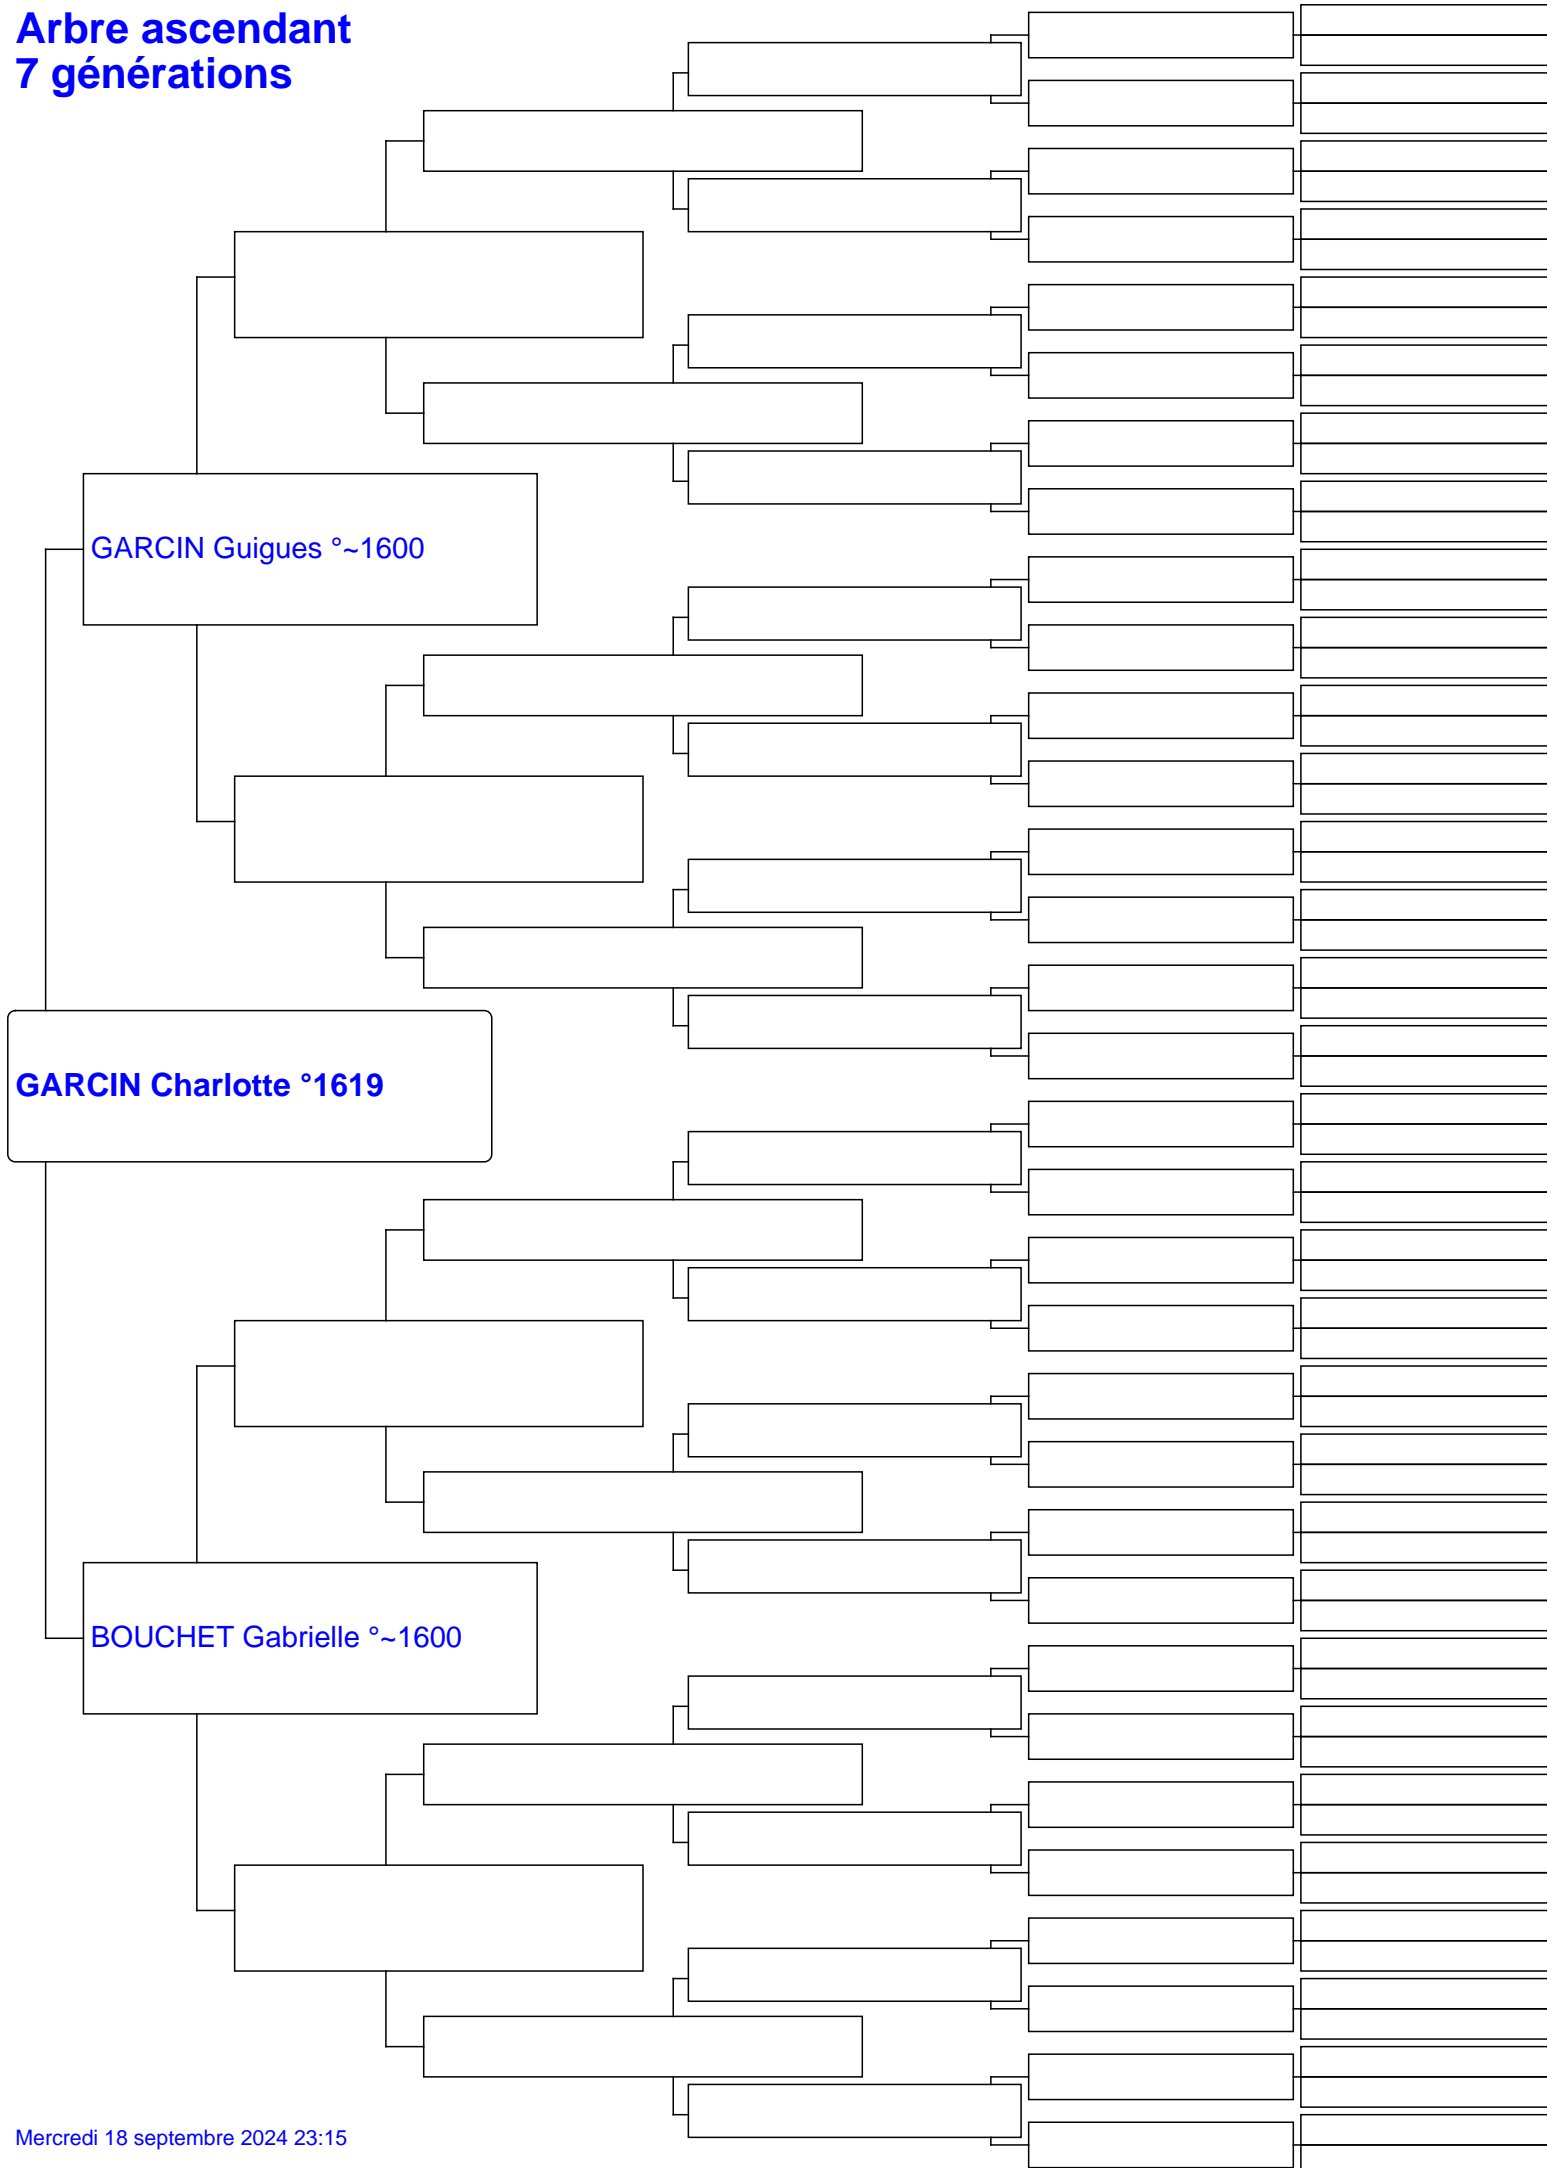 Arbre ascendant
7 générations
GARCIN Guigues °~1600
GARCIN Charlotte °1619
BOUCHET Gabrielle °~1600
Mercredi 18 septembre 2024 23:15